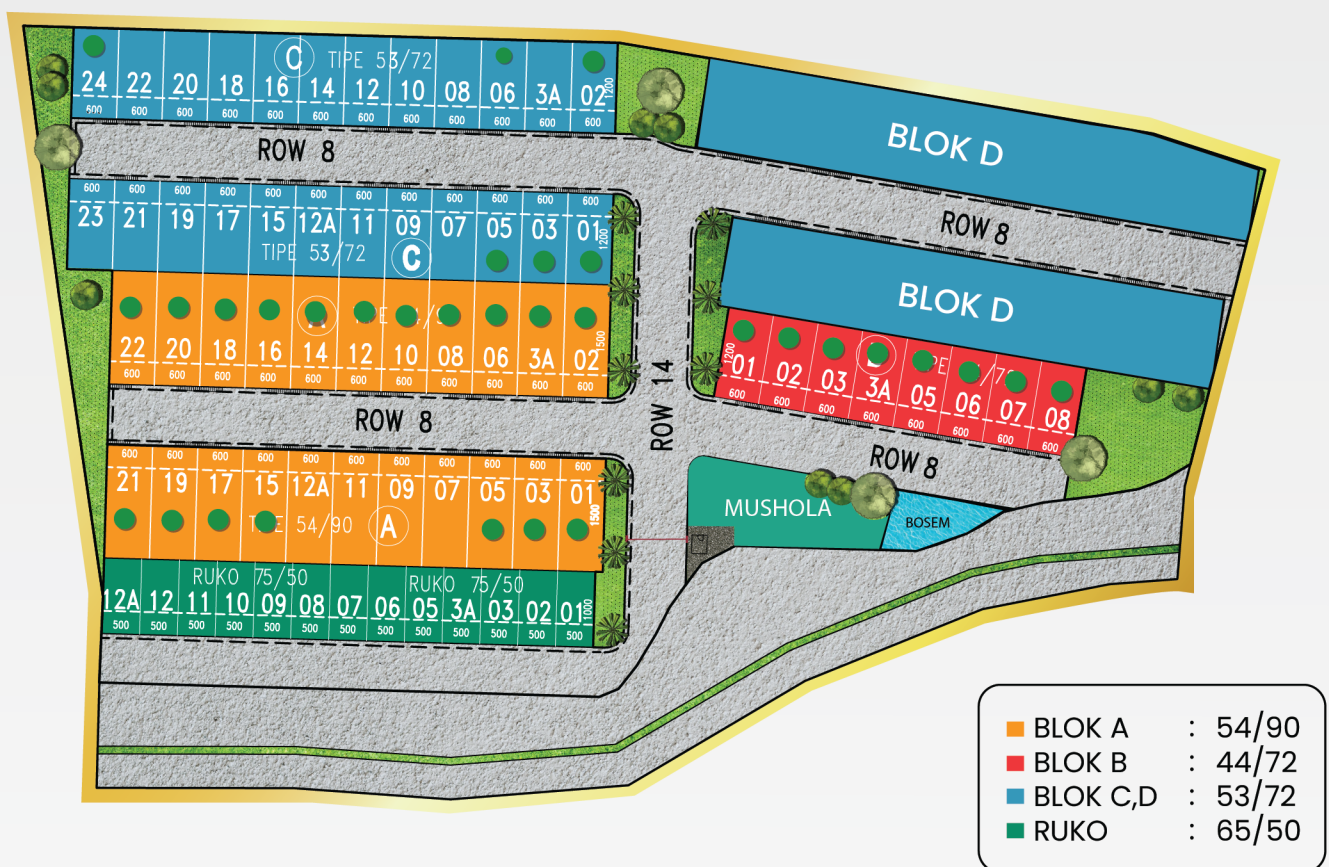 C TIPE 53/72
24 22 20 18 16 14 12 10 08 06 3A 02
1200
500 600 600 600 600 600 600 600 600 600 600 600
BLOK D
ROW 8
ROW 8
600 600 600 600 600 600 600 600 600 600 600 600
23 21 19 17 15 12A 11 09 07 05 03 01
1200
TIPE 53/72 C
BLOK D
22 20 18 16 14 12 10 08 06 3A 02
1500
600 600 600 600 600 600 600 600 600 600 600
1200
01 02 03 3A 05 06 07 08
600 600 600 600 600 600 600 600
ROW 8
ROW 14
ROW 8
600 600 600 600 600 600 600 600 600 600 600
21 19 17 15 12A 11 09 07 05 03 01
1500
54/90 A
MUSHOLA
BOSEM
RUKO 75/50 RUKO 75/50
12A 12 11 10 09 08 07 06 05 3A 03 02 01
1000
500 500 500 500 500 500 500 500 500 500 500 500 500
BLOK A : 54/90
BLOK B : 44/72
BLOK C,D : 53/72
RUKO : 65/50